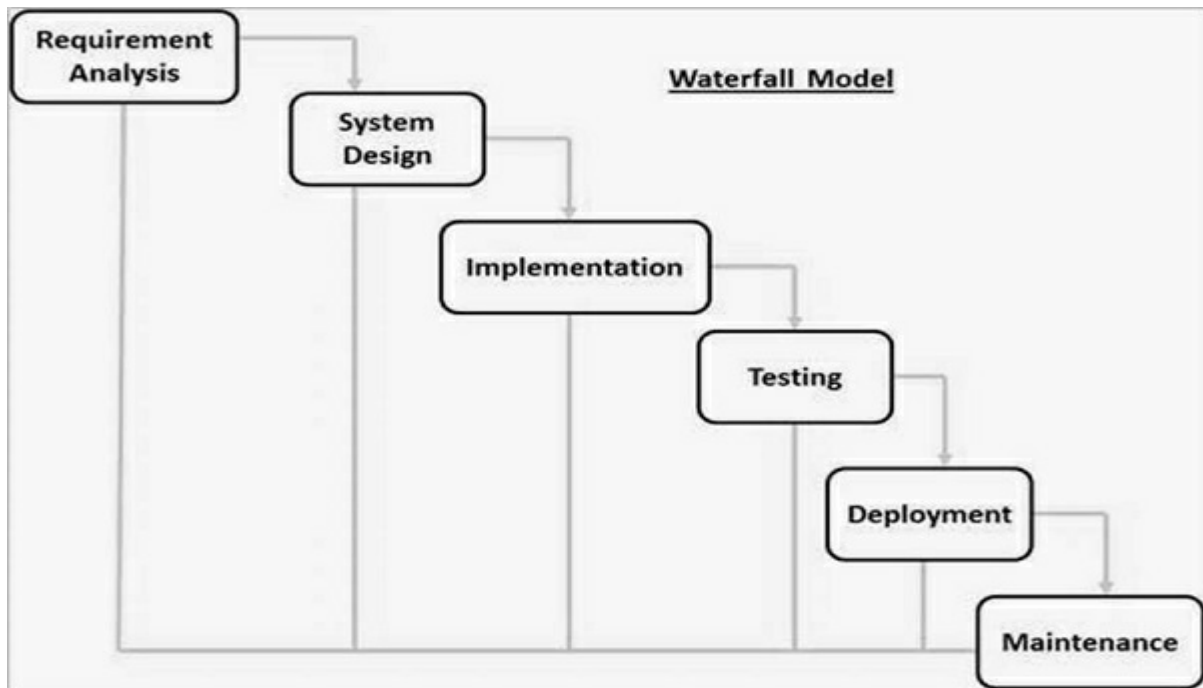 Requirement
Analysis
Waterfall Model
System
Design
Implementation
Testing
Deployment
Maintenance